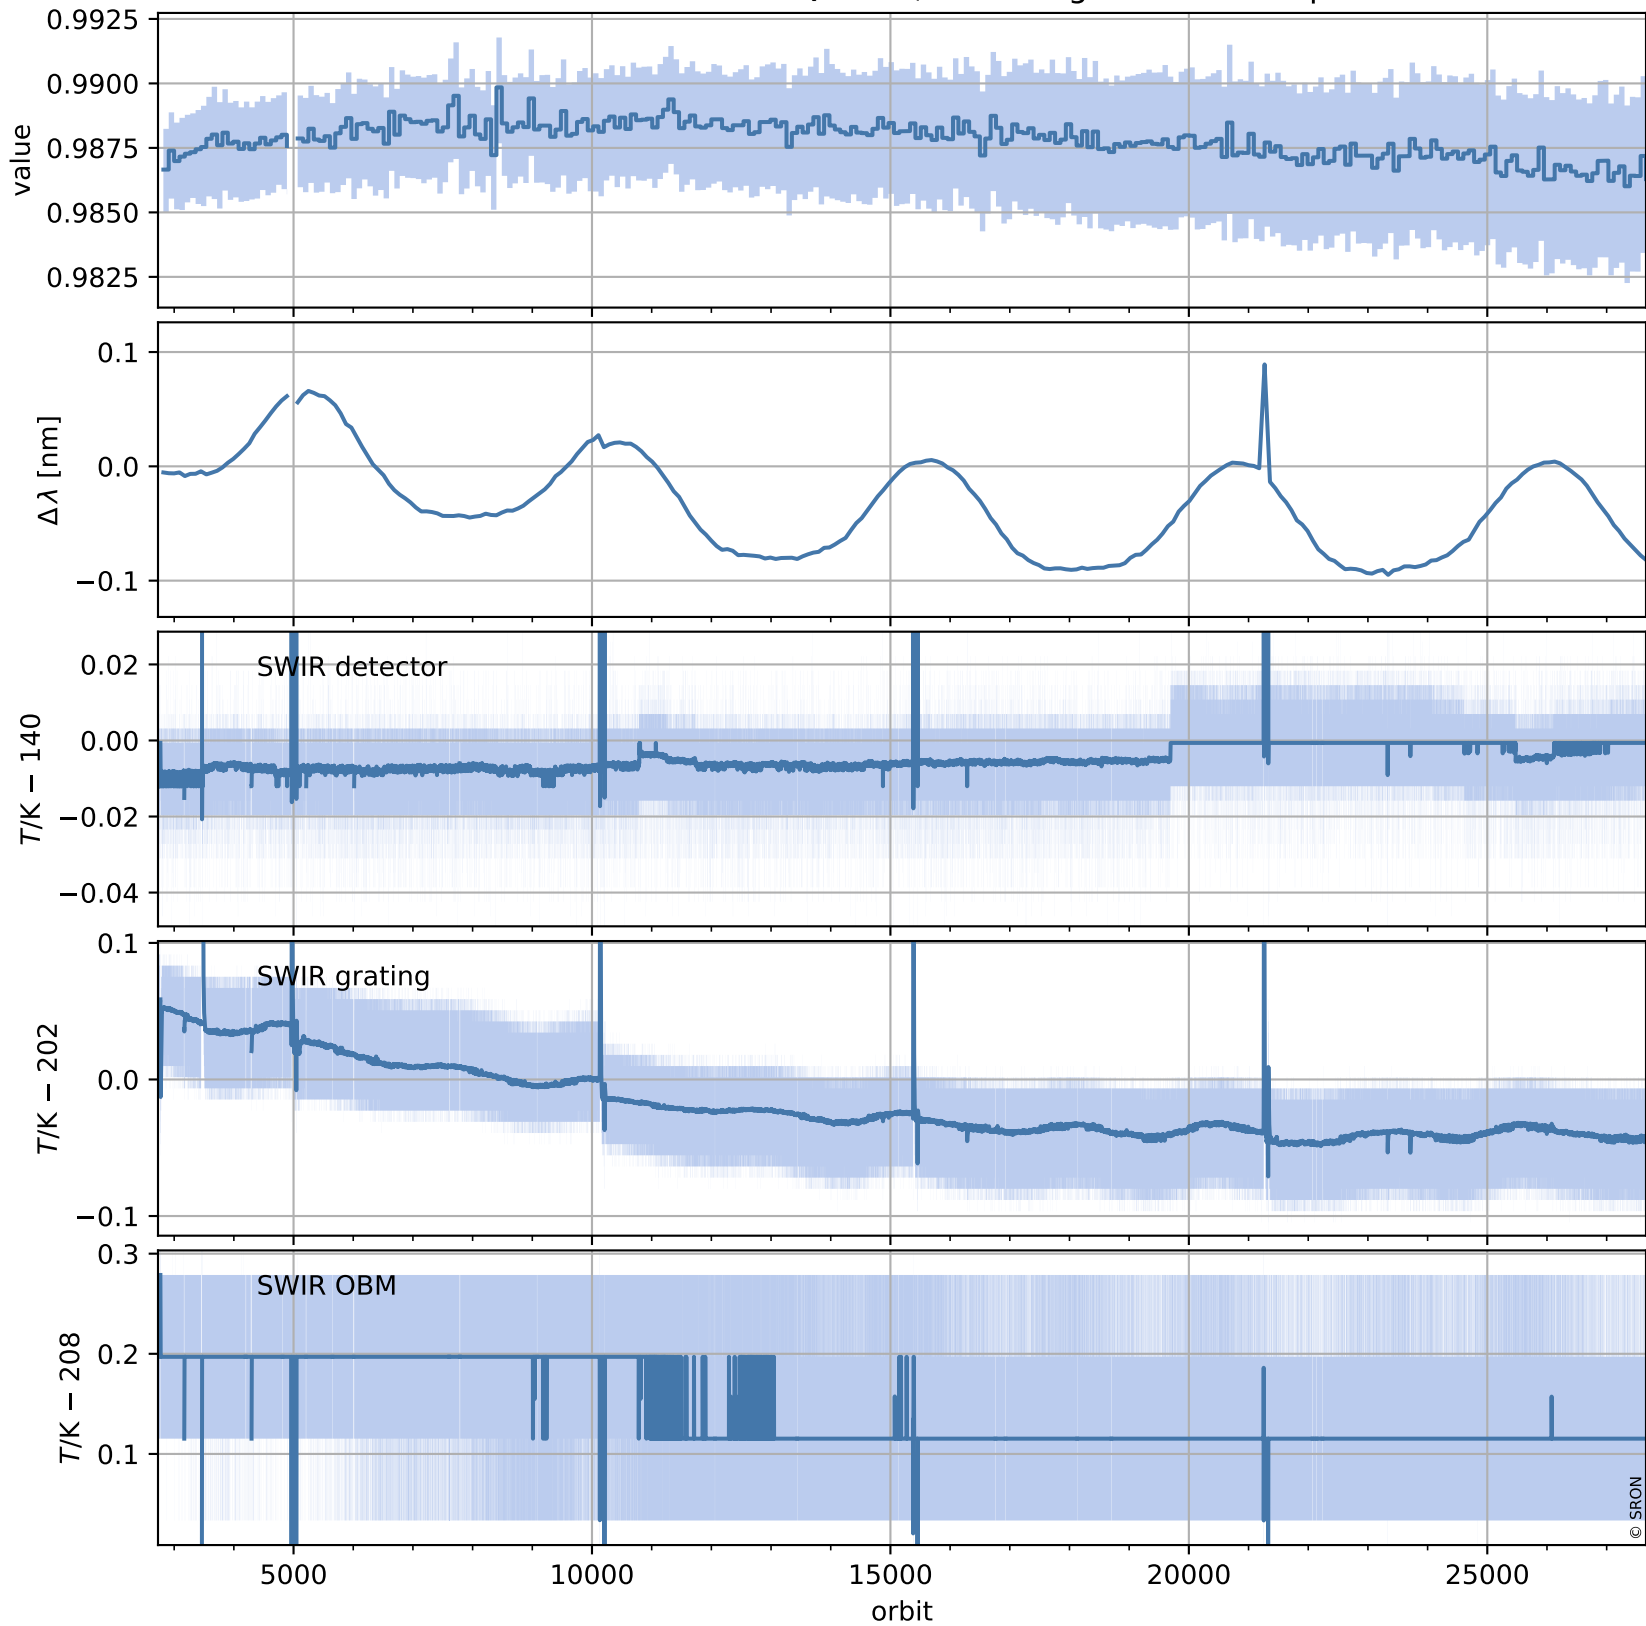 0.9925
0.9900
0.9875
0.9850
0.9825
value
0.1
0.0
−0.1
Δλ [nm]
SWIR detector
0.02
0.00
−0.02
−0.04
T/K − 140
SWIR grating
0.1
0.0
−0.1
T/K − 202
SWIR OBM
0.3
0.2
0.1
T/K − 208
© SRON
5000 10000 15000 20000 25000
orbit